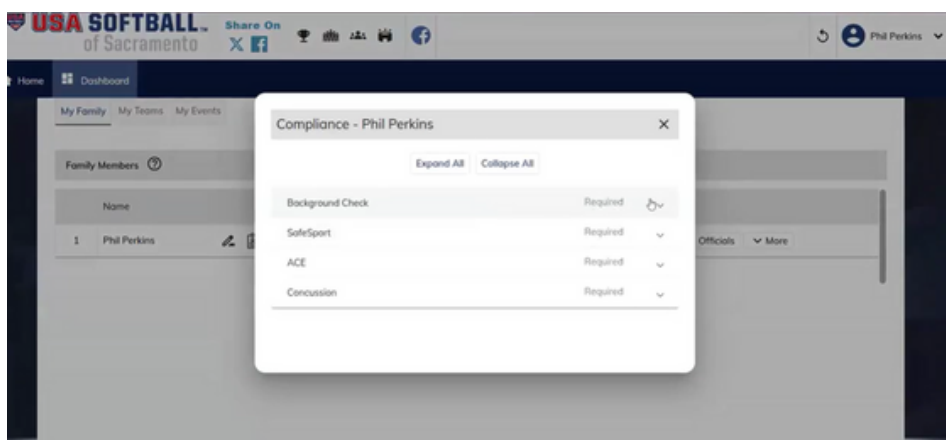 USA SOFTBALL™
of Sacramento
Share On
Phil Perkins
Home
Dashboard
My Family My Teams My Events
Compliance - Phil Perkins
Expand All Collapse All
Family Members
Background Check Required
Name
SafeSport Required
1 Phil Perkins
Officials More
ACE Required
Concussion Required